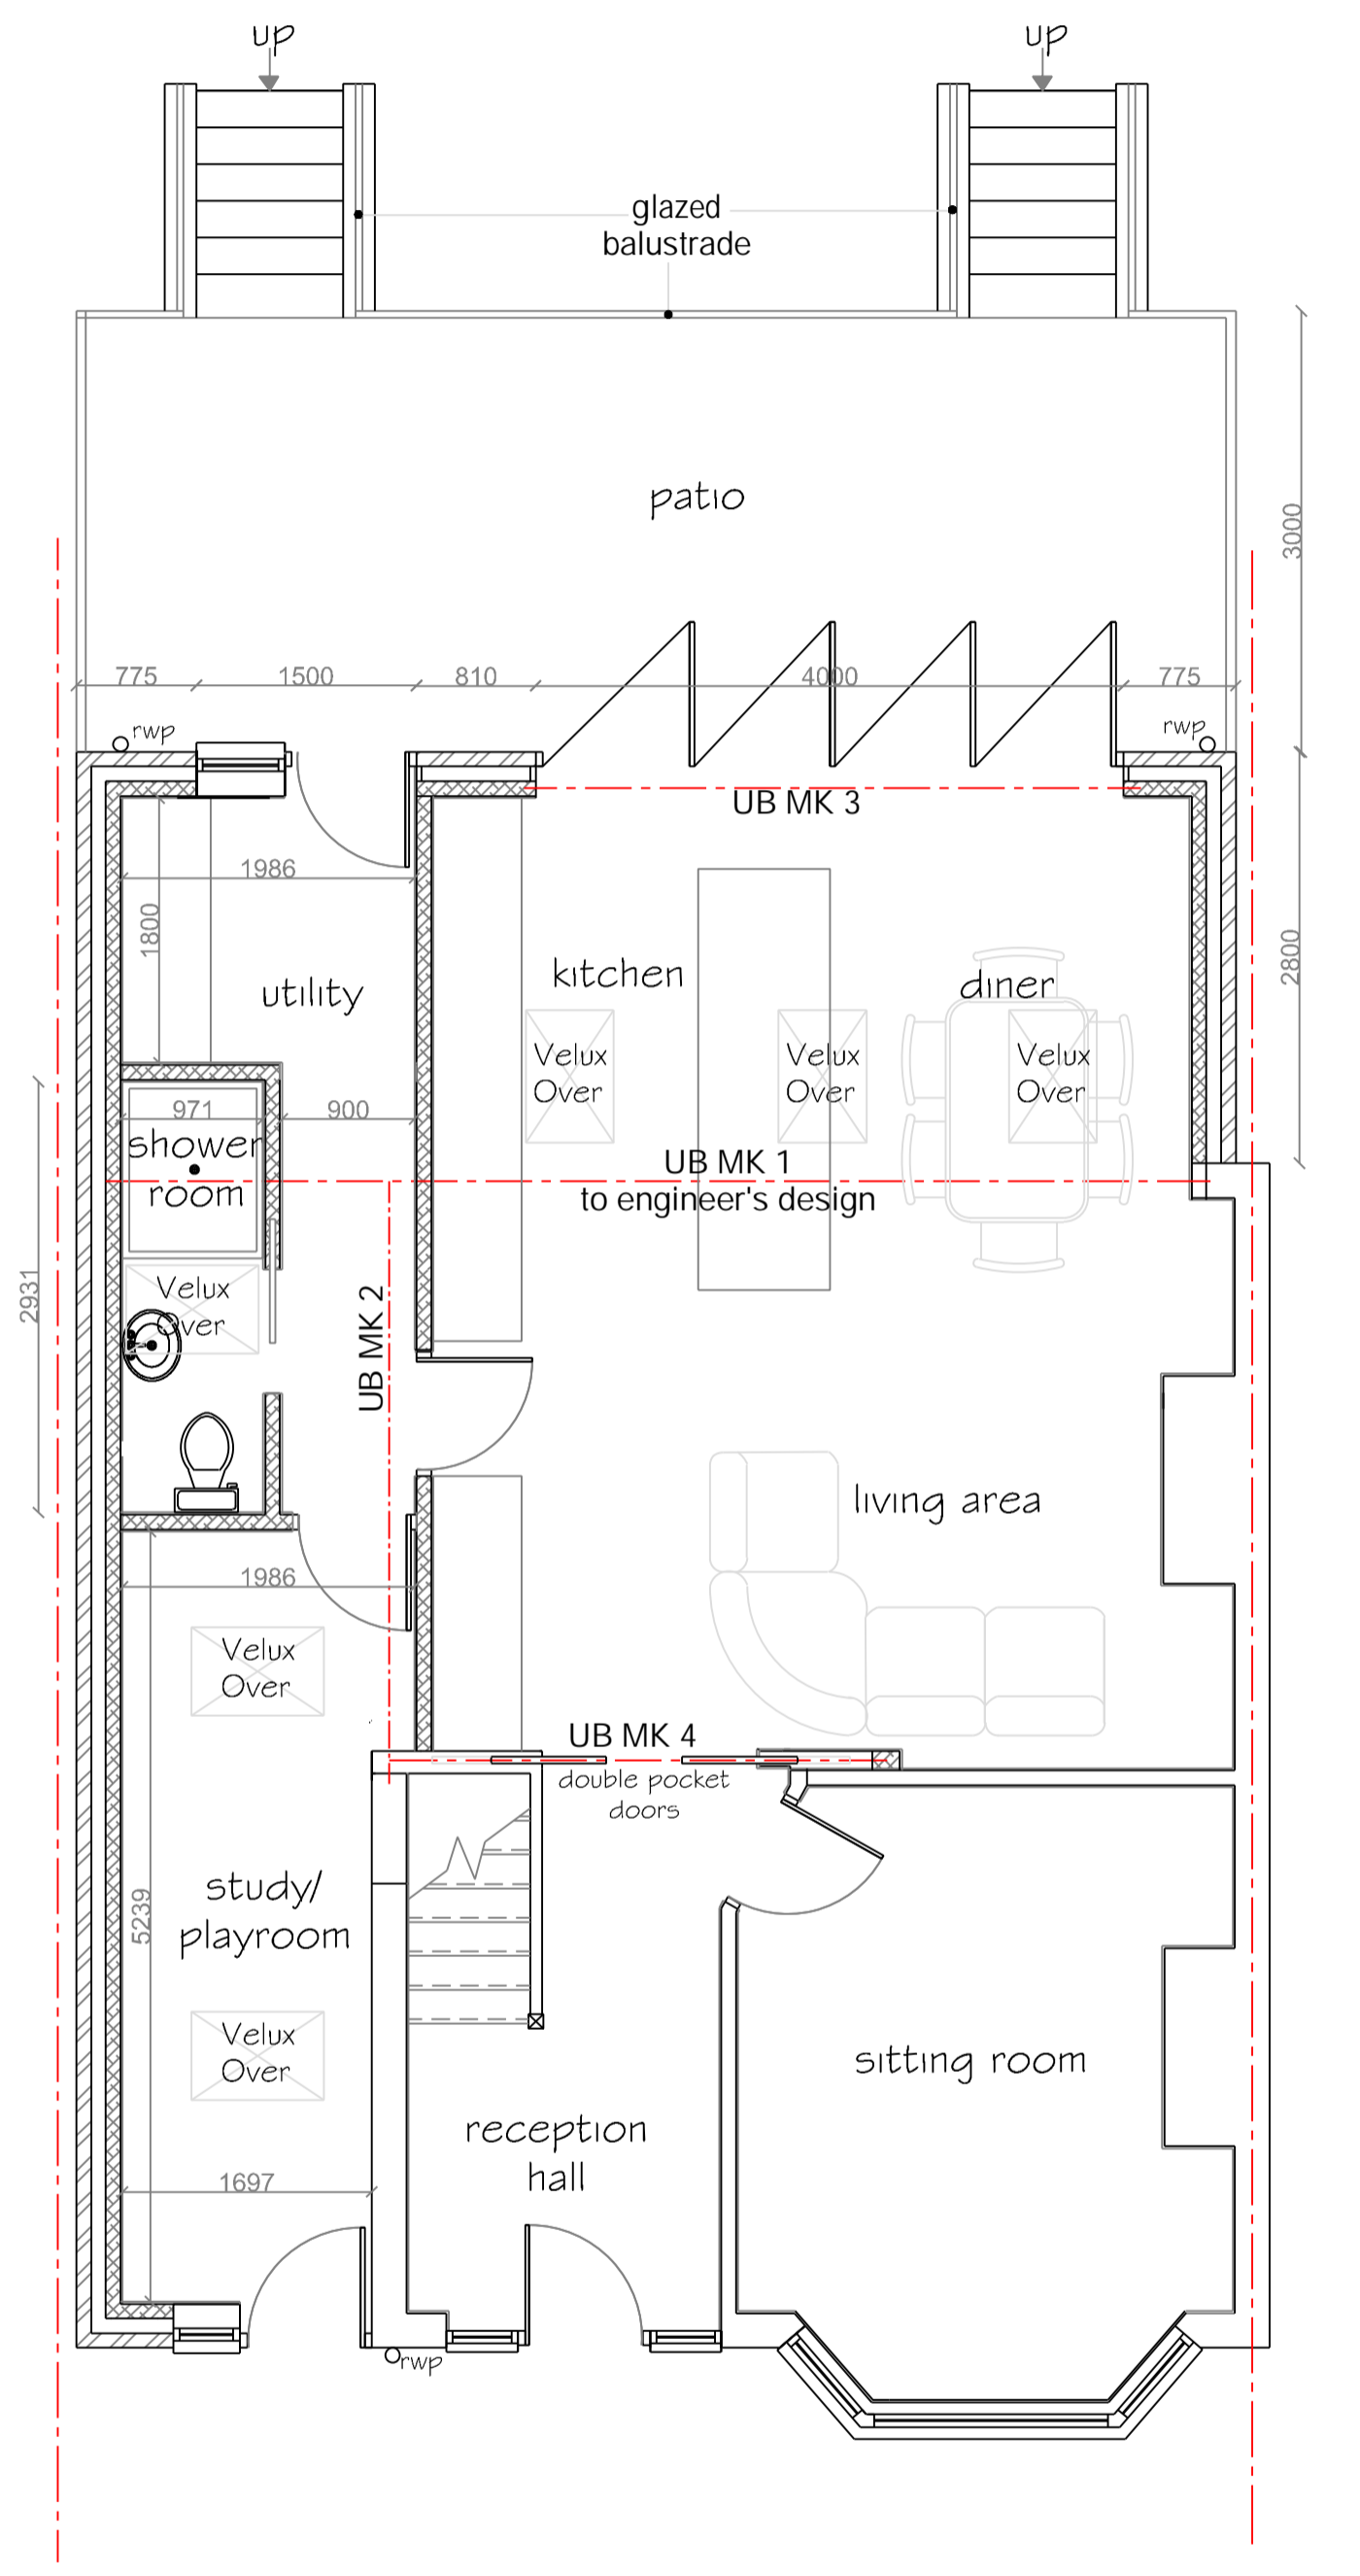 up
up
glazed
balustrade
patio
3000
775
1500
810
4000
775
rwp
rwp
UB MK 3
1986
1800
utility
kitchen
diner
2800
Velux
Over
Velux
Over
Velux
Over
971
900
shower
room
UB MK 1
to engineer's design
2931
Velux
Over
UB MK 2
living area
1986
Velux
Over
UB MK 4
double pocket
doors
study/
playroom
5239
Velux
Over
sitting room
reception
hall
1697
rwp